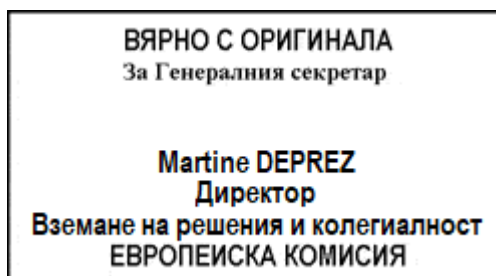 ВЯРНО С ОРИГИНАЛА
За Генералния секретар
Martine DEPREZ
Директор
Вземане на решения и колегиалност
ЕВРОПЕИСКА КОМИСИЯ